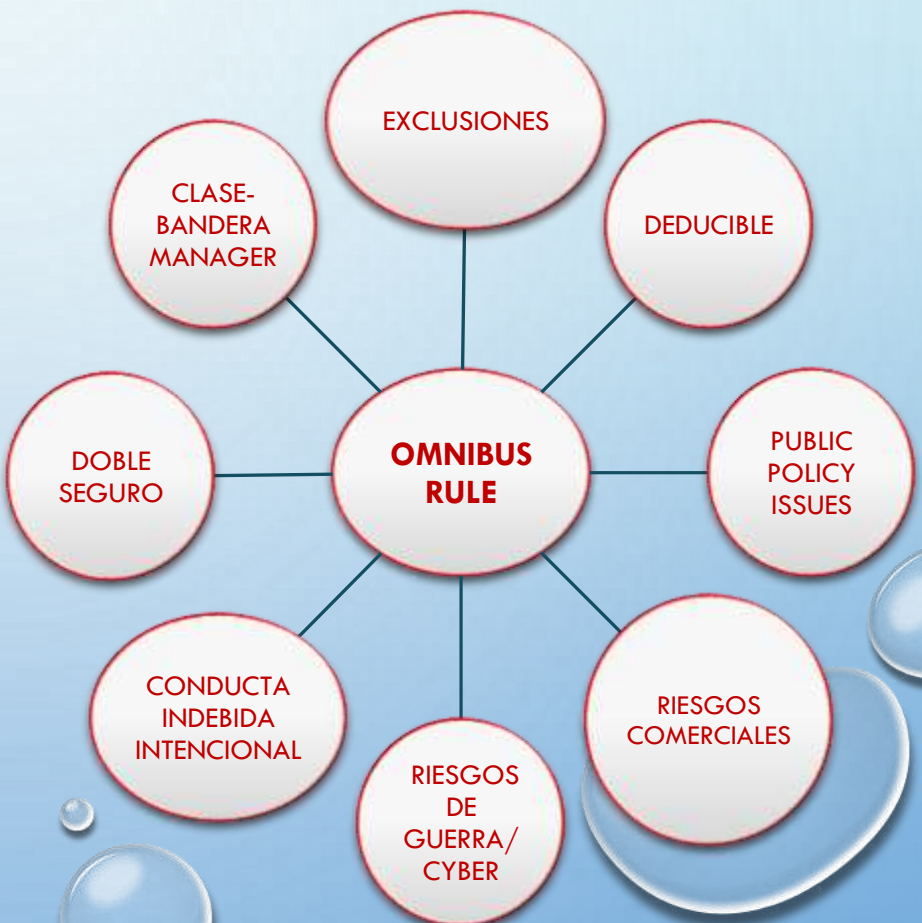 EXCLUSIONES
CLASE-
BANDERA
MANAGER
DEDUCIBLE
OMNIBUS
RULE
DOBLE
SEGURO
PUBLIC
POLICY
ISSUES
CONDUCTA
INDEBIDA
INTENCIONAL
RIESGOS
COMERCIALES
RIESGOS
DE
GUERRA/
CYBER